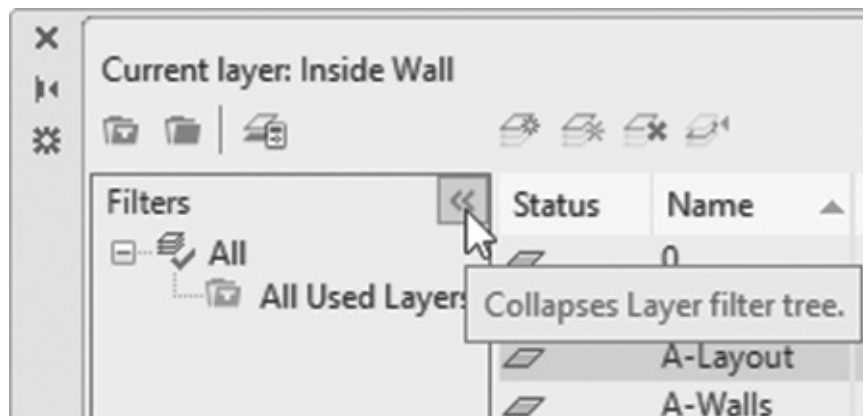 Current layer: Inside Wall
Filters
Status Name
All
0
All Used Layers
Collapses Layer filter tree.
A-Layout
A-Walls